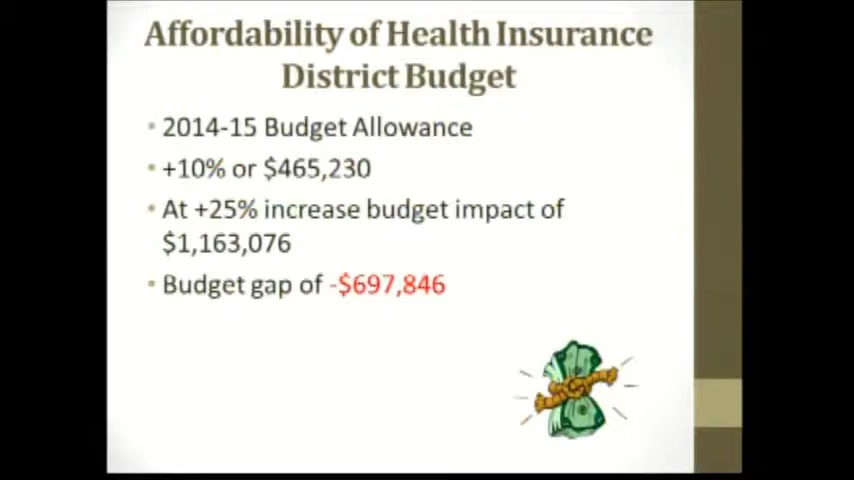 Affordability of Health Insurance
District Budget
• 2014-15 Budget Allowance
• +10% or $465,230
• At +25% increase budget impact of
$1,163,076
• Budget gap of -$697,846